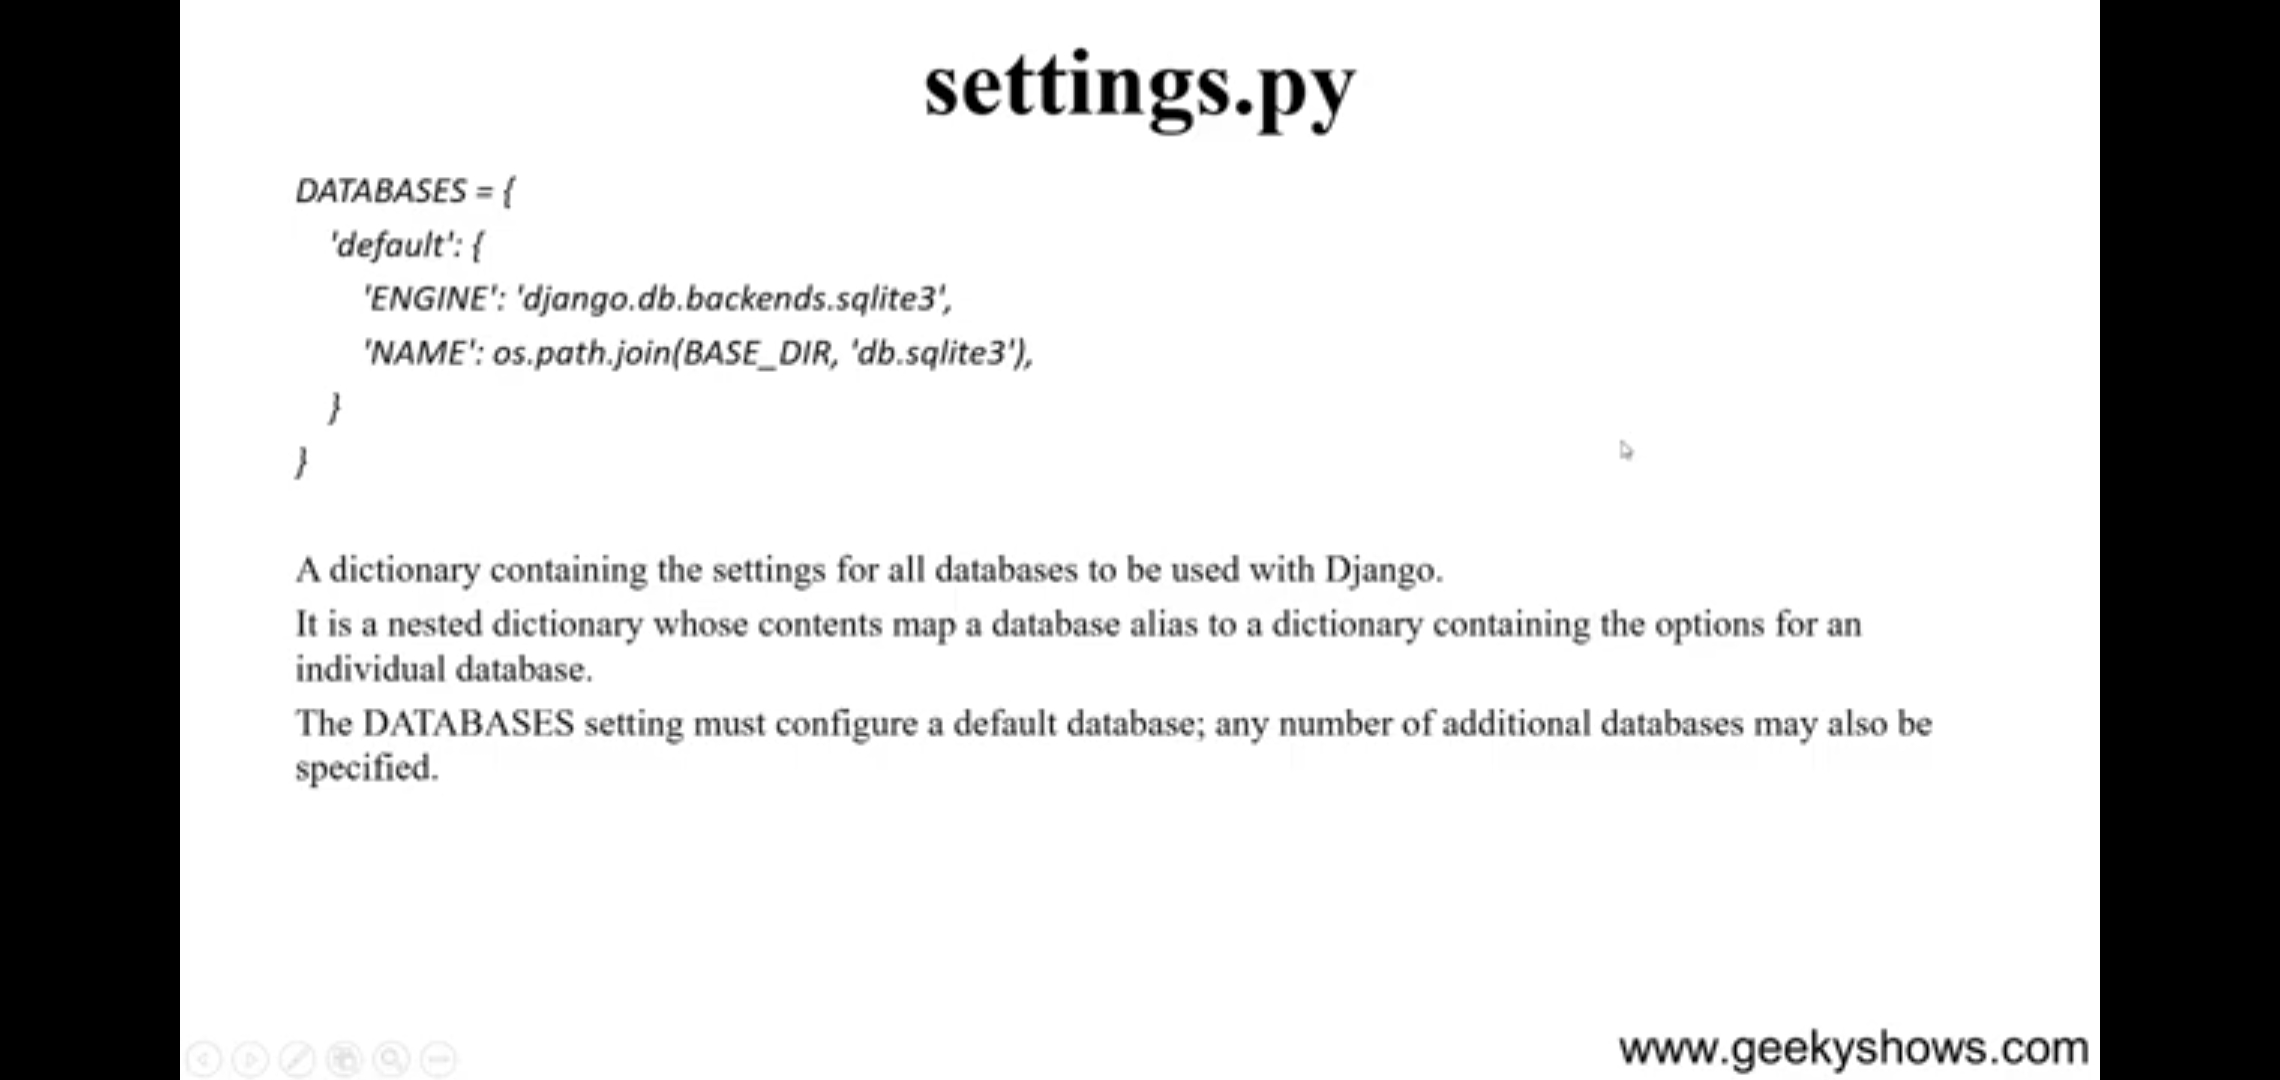 settings.py
DATABASES = {
'default': {
'ENGINE': 'django.db.backends.sqlite3',
'NAME': os.path.join(BASE_DIR, 'db.sqlite3'),
}
}
A dictionary containing the settings for all databases to be used with Django.
It is a nested dictionary whose contents map a database alias to a dictionary containing the options for an
individual database.
The DATABASES setting must configure a default database; any number of additional databases may also be
specified.
www.geekyshows.com